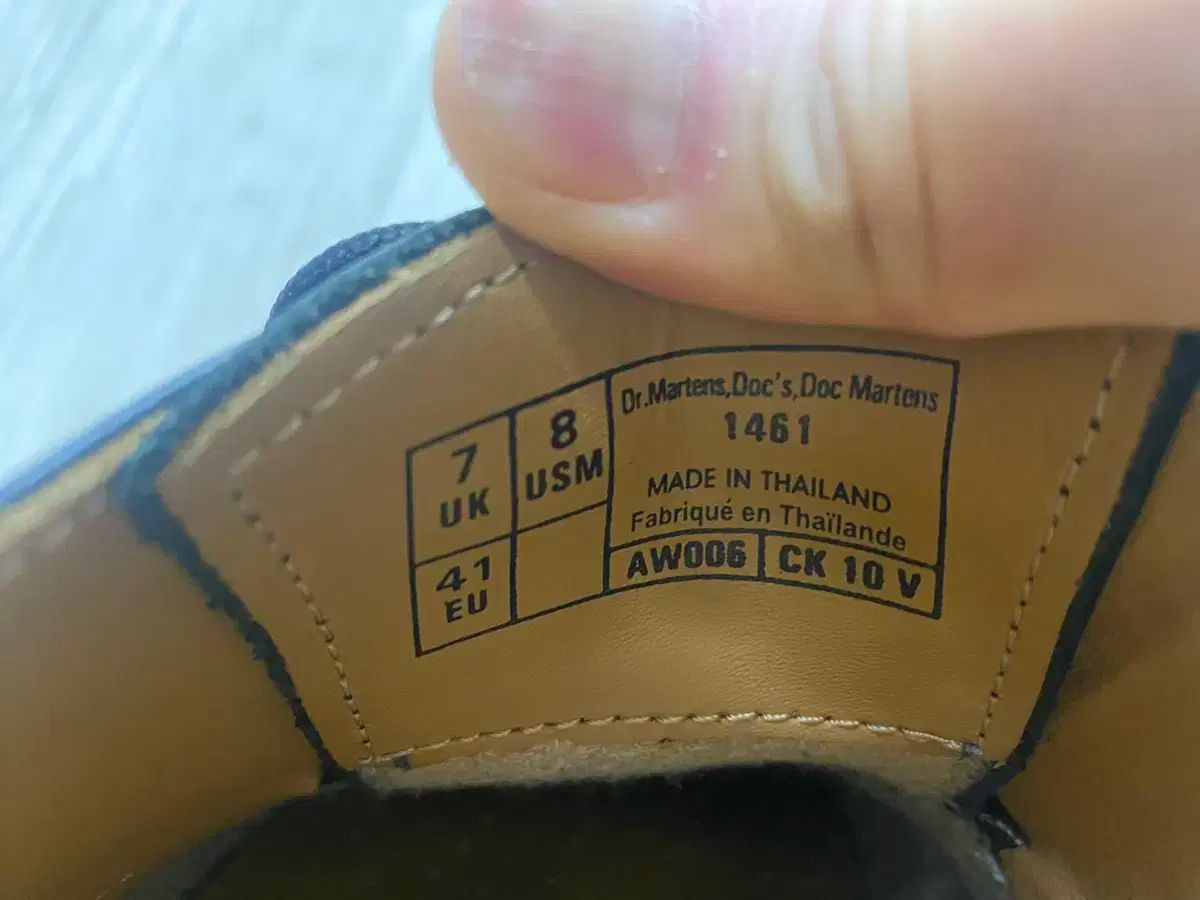 7
UK
8
USM
41
EU
Dr.Martens,Doc's,Doc Martens
1461
MADE IN THAILAND
Fabriqué en Thaïlande
AW006
CK 10 V